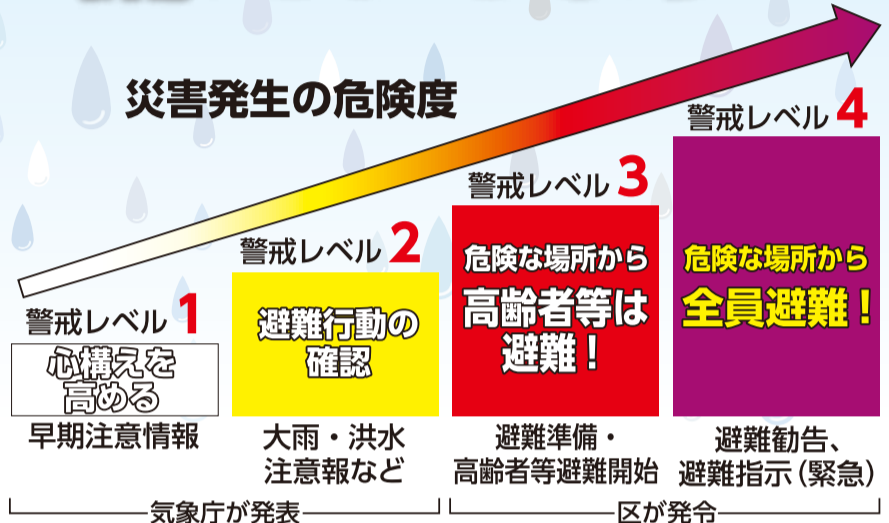 災害発生の危険度
警戒レベル 1
心構えを
高める
早期注意情報
警戒レベル 2
避難行動の
確認
大雨・洪水
注意報など
警戒レベル 3
危険な場所から
高齢者等は
避難!
避難準備・
高齢者等避難開始
警戒レベル 4
危険な場所から
全員避難!
避難勧告、
避難指示(緊急)
気象庁が発表
区が発令